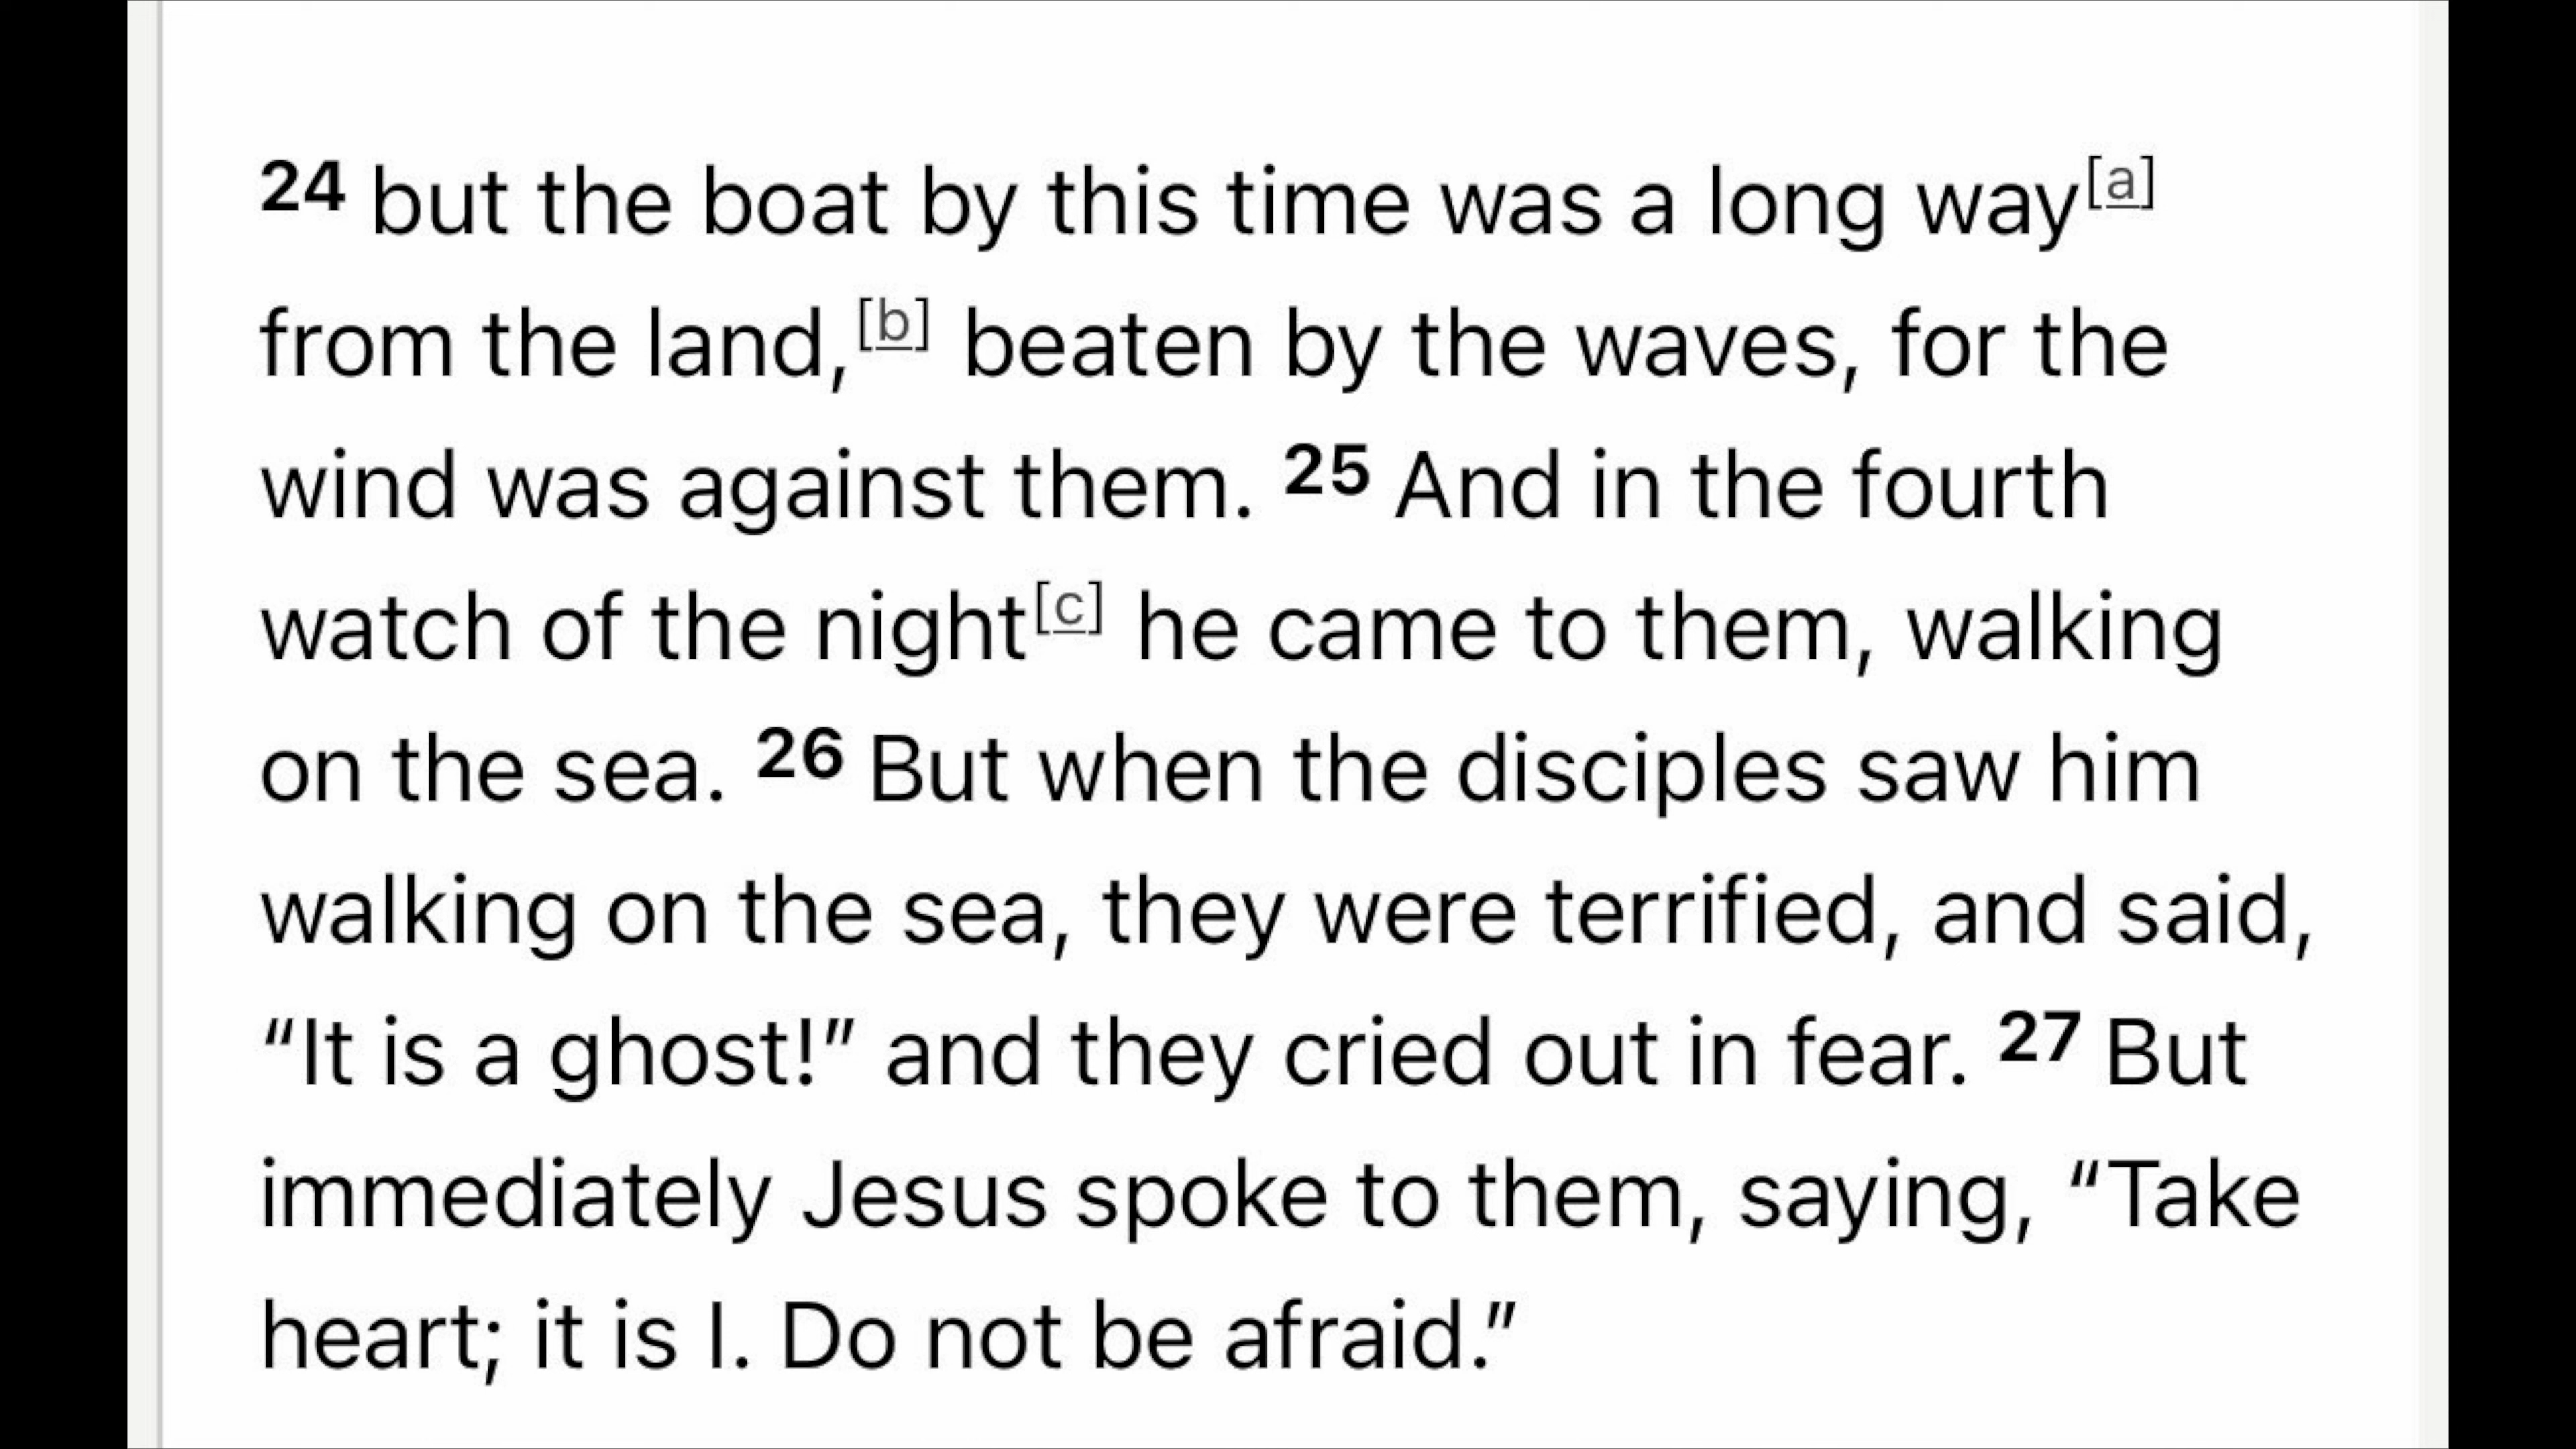 24 but the boat by this time was a long way[a]
from the land,[b] beaten by the waves, for the
wind was against them. 25 And in the fourth
watch of the night[c] he came to them, walking
on the sea. 26 But when the disciples saw him
walking on the sea, they were terrified, and said,
“It is a ghost!” and they cried out in fear. 27 But
immediately Jesus spoke to them, saying, “Take
heart; it is I. Do not be afraid.”